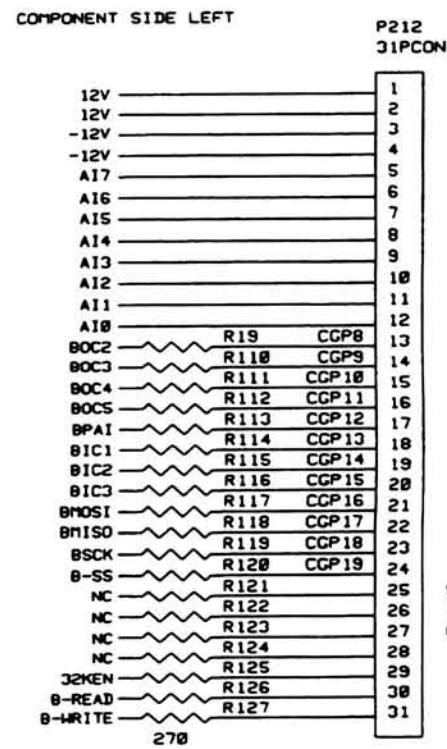 COMPONENT SIDE LEFT
P212
31PCON
12V 1
12V 2
-12V 3
-12V 4
AI7 5
AI6 6
AI5 7
AI4 8
AI3 9
AI2 10
AI1 11
AI0 12
BOC2 R19 CGP8 13
BOC3 R110 CGP9 14
BOC4 R111 CGP10 15
BOC5 R112 CGP11 16
BPAI R113 CGP12 17
BIC1 R114 CGP13 18
BIC2 R115 CGP14 19
BIC3 R116 CGP15 20
BMOSI R117 CGP16 21
BMISO R118 CGP17 22
BSCK R119 CGP18 23
B-SS R120 CGP19 24
NC R121 25
NC R122 26
NC R123 27
NC R124 28
32KEN R125 29
B-READ R126 30
B-WRITE R127 31
270